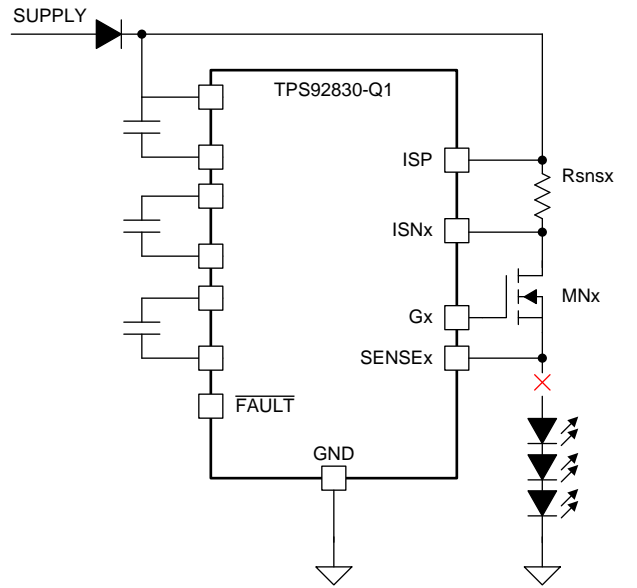 SUPPLY
TPS92830-Q1
ISP
Rsnsx
ISNx
MNx
Gx
SENSEx
FAULT
GND